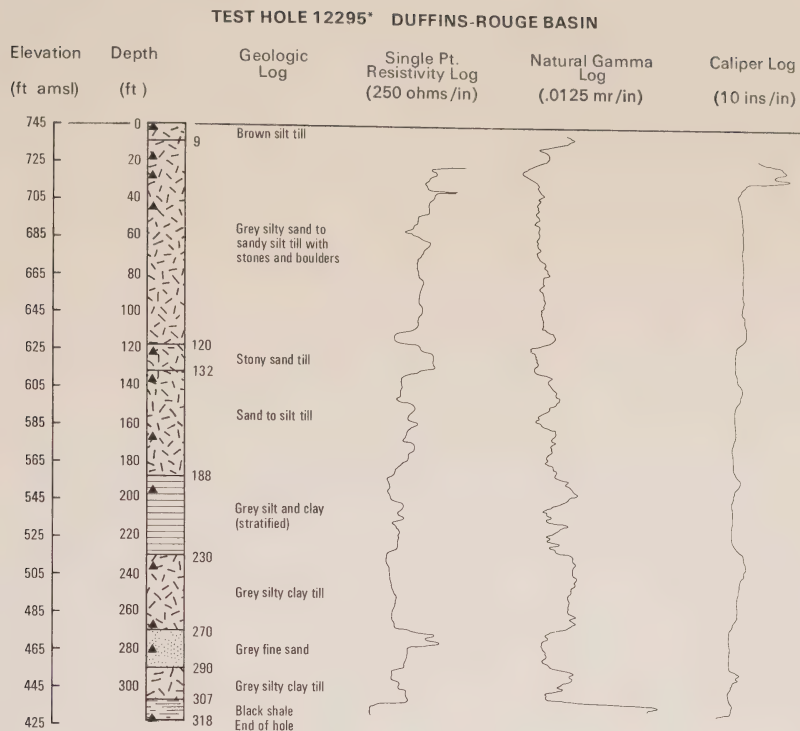 TEST HOLE 12295* DUFFINS-ROUGE BASIN
Elevation
(ft amsl)
Depth
(ft)
Geologic
Log
Single Pt.
Resistivity Log
(250 ohms/in)
Natural Gamma
Log
(.0125 mr/in)
Caliper Log
(10 ins/in)
745 0
Brown silt till
9
725 20
705 40
685 60
Grey silty sand to
sandy silt till with
stones and boulders
665 80
645 100
625 120 120
Stony sand till
132
605 140
585 160
Sand to silt till
565 180
188
545 200
Grey silt and clay
(stratified)
525 220
230
505 240
Grey silty clay till
485 260
270
465 280
Grey fine sand
290
445 300
Grey silty clay till
307
Black shale
425 318
End of hole